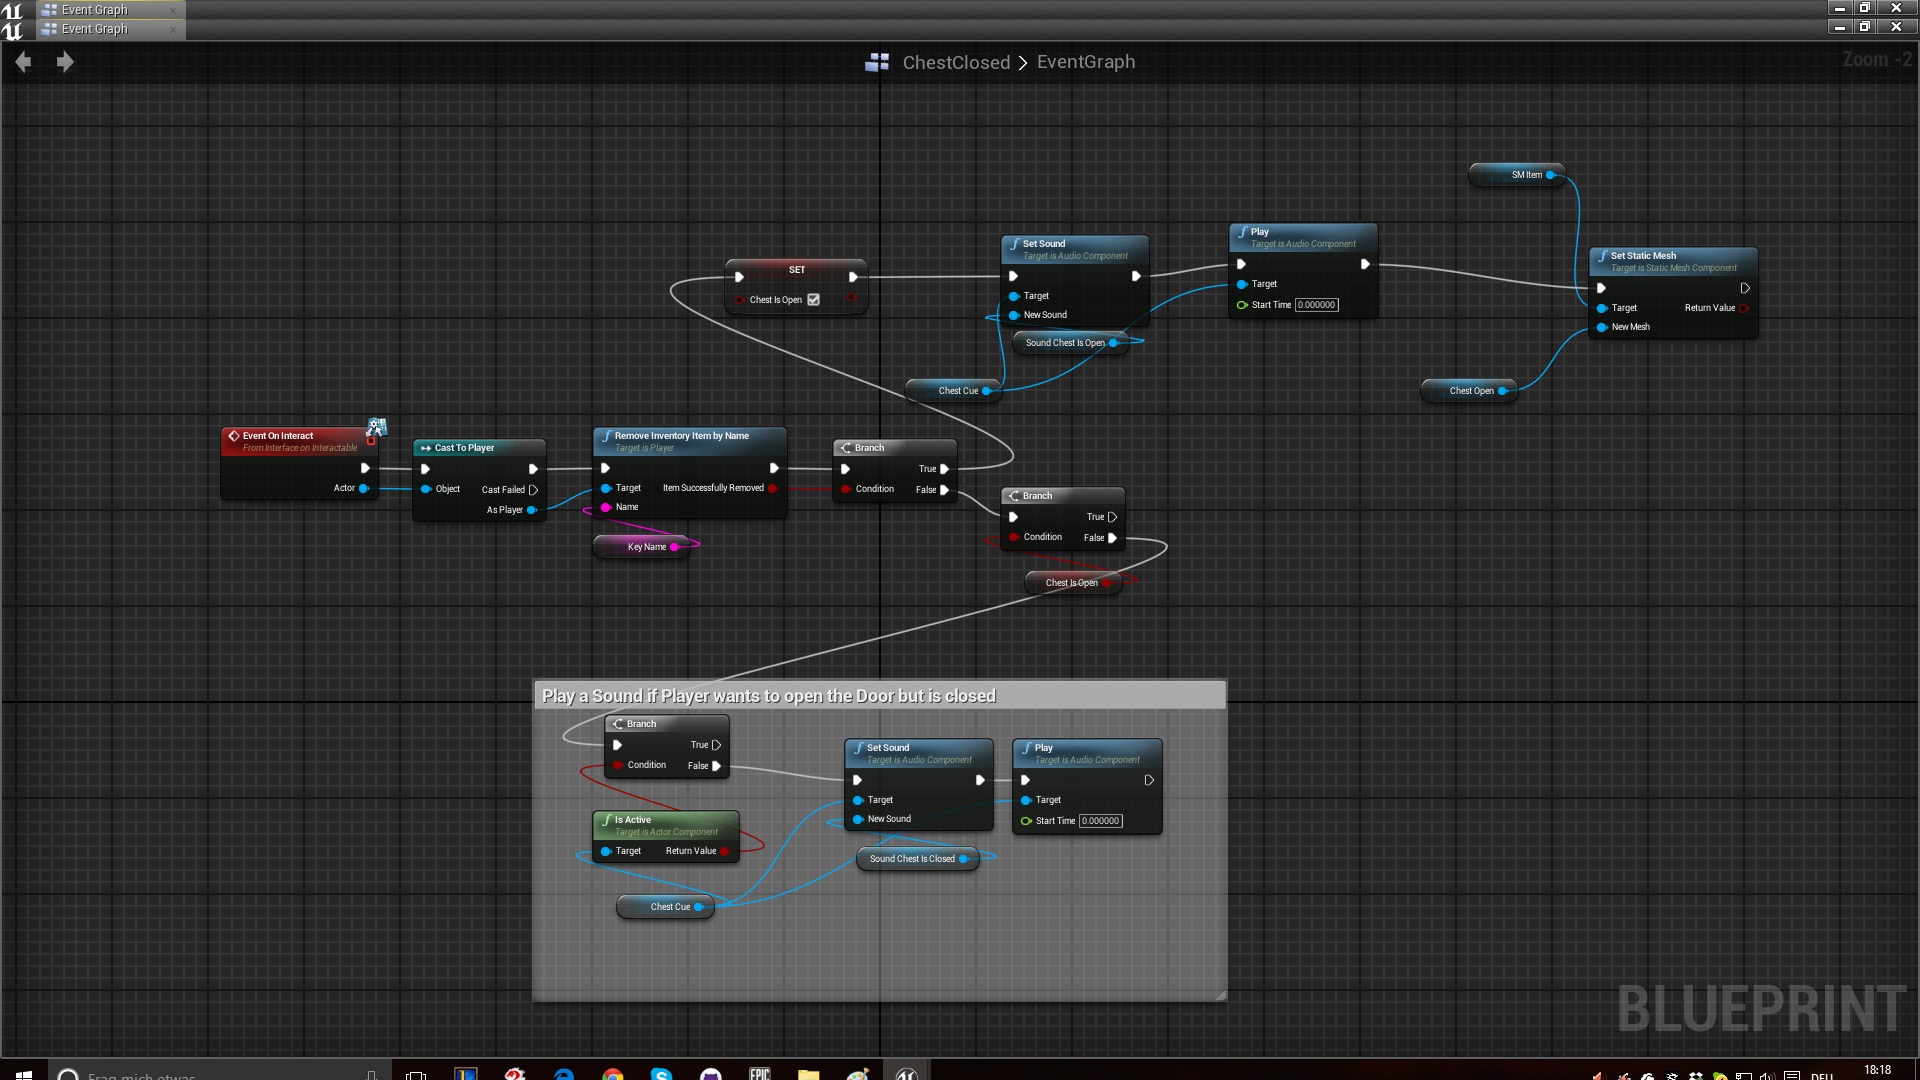 Event Graph
Event Graph
ChestClosed > EventGraph
Zoom -2
SM Item
Play
Target is Audio Component
Target
Start Time 0.000000
Set Sound
Target is Audio Component
Target
New Sound
Set Static Mesh
Target is Static Mesh Component
Target Return Value
New Mesh
SET
Chest Is Open
Sound Chest Is Open
Chest Cue
Chest Open
Event On Interact
From Interface on Interactable
Actor
Cast To Player
Object Cast Failed
As Player
Remove Inventory Item by Name
Target is Player
Target Item Successfully Removed
Name
Key Name
Branch
True
Condition False
Branch
True
Condition False
Chest Is Open
Play a Sound if Player wants to open the Door but is closed
Branch
True
Condition False
Set Sound
Target is Audio Component
Target
New Sound
Play
Target is Audio Component
Target
Start Time 0.000000
Is Active
Target is Actor Component
Target Return Value
Sound Chest Is Closed
Chest Cue
BLUEPRINT
Frag mich etwas
EPIC
DEU
18:18